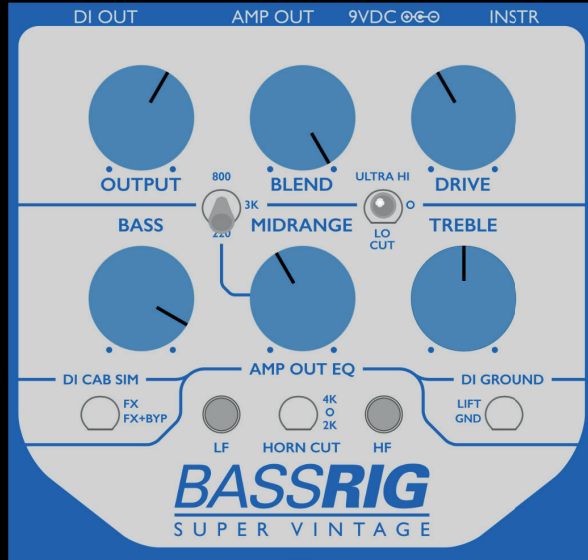 DI OUT AMP OUT 9VDC INSTR
OUTPUT BLEND DRIVE
800
3K
220
ULTRA HI
O
LO
CUT
BASS MIDRANGE TREBLE
AMP OUT EQ
DI CAB SIM
FX
FX+BYP
LF
4K
O
2K
HORN CUT
HF
DI GROUND
LIFT
GND
BASSRIG
SUPER VINTAGE